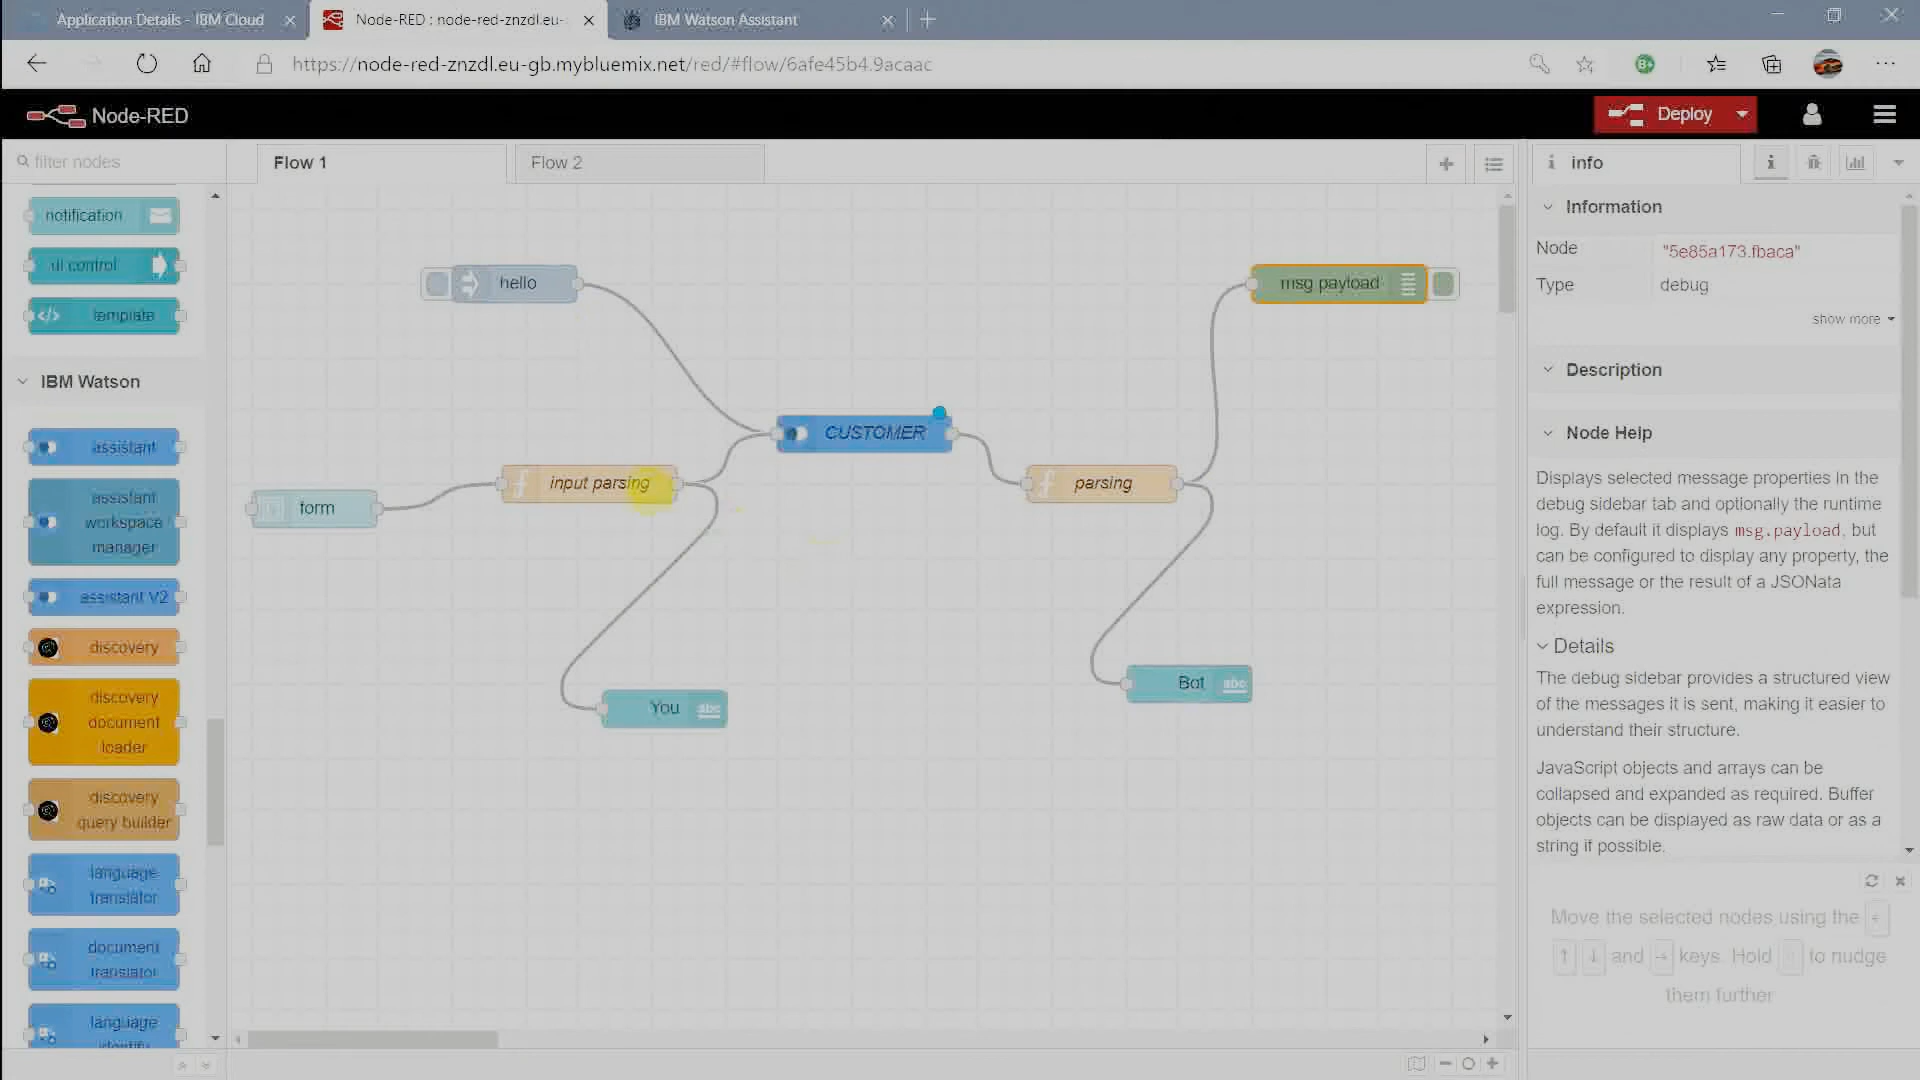 Application Details - IBM Cloud
Node-RED : node-red-znzdl.eu-
IBM Watson Assistant
https://node-red-znzdl.eu-gb.mybluemix.net/red/#flow/6afe45b4.9acaac
Node-RED
Deploy
filter nodes
Flow 1
Flow 2
info
notification
ui control
template
IBM Watson
assistant
assistant
workspace
manager
assistant V2
discovery
discovery
document
loader
discovery
query builder
language
translator
document
translator
language
identify
hello
msg payload
CUSTOMER
input parsing
parsing
form
You
abc
Bot
abc
Information
Node
"5e85a173.fbaca"
Type
debug
show more
Description
Node Help
Displays selected message properties in the
debug sidebar tab and optionally the runtime
log. By default it displays msg.payload, but
can be configured to display any property, the
full message or the result of a JSONata
expression.
Details
The debug sidebar provides a structured view
of the messages it is sent, making it easier to
understand their structure.
JavaScript objects and arrays can be
collapsed and expanded as required. Buffer
objects can be displayed as raw data or as a
string if possible.
Move the selected nodes using the ←
↑ ↓ and → keys. Hold to nudge
them further